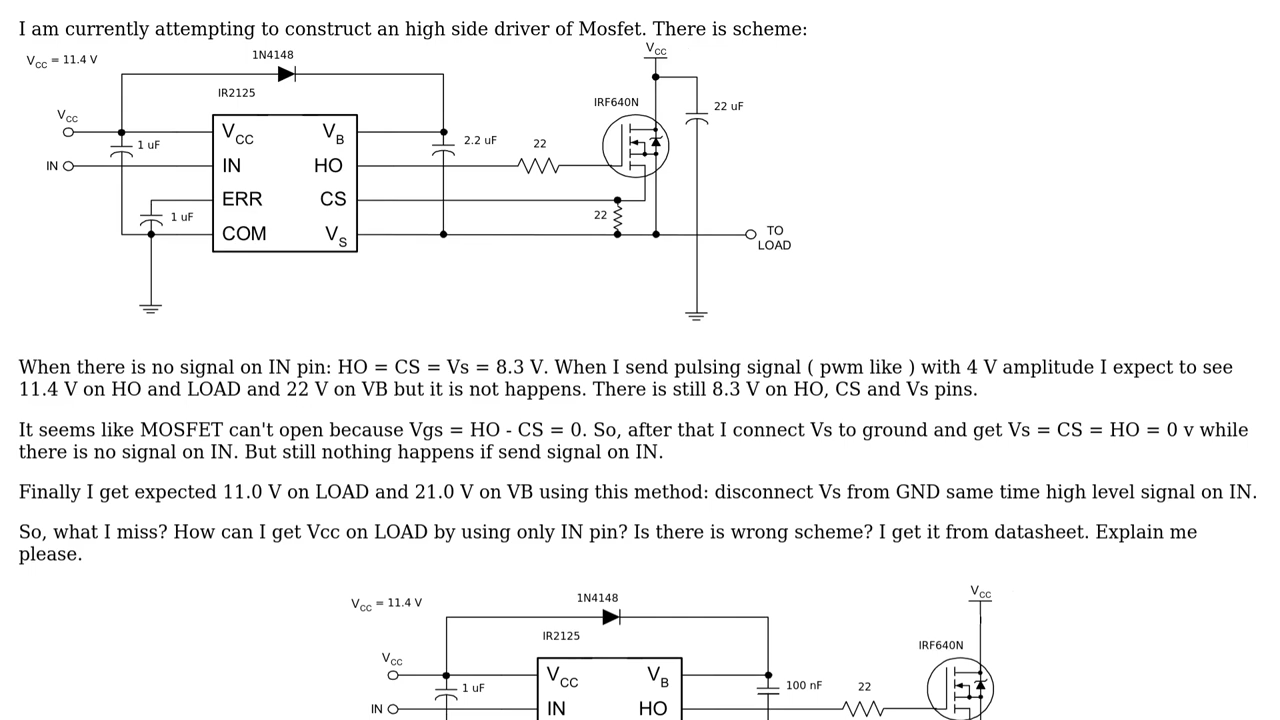 I am currently attempting to construct an high side driver of Mosfet. There is scheme:
VCC = 11.4 V
1N4148
VCC
IR2125
IRF640N
22 uF
VCC
VCC
VB
1 uF
2.2 uF
22
IN
IN
HO
ERR
CS
1 uF
22
COM
VS
TO
LOAD
When there is no signal on IN pin: HO = CS = Vs = 8.3 V. When I send pulsing signal ( pwm like ) with 4 V amplitude I expect to see
11.4 V on HO and LOAD and 22 V on VB but it is not happens. There is still 8.3 V on HO, CS and Vs pins.
It seems like MOSFET can't open because Vgs = HO - CS = 0. So, after that I connect Vs to ground and get Vs = CS = HO = 0 v while
there is no signal on IN. But still nothing happens if send signal on IN.
Finally I get expected 11.0 V on LOAD and 21.0 V on VB using this method: disconnect Vs from GND same time high level signal on IN.
So, what I miss? How can I get Vcc on LOAD by using only IN pin? Is there is wrong scheme? I get it from datasheet. Explain me
please.
VCC = 11.4 V
1N4148
VCC
IR2125
IRF640N
VCC
VCC
VB
1 uF
100 nF
22
IN
IN
HO